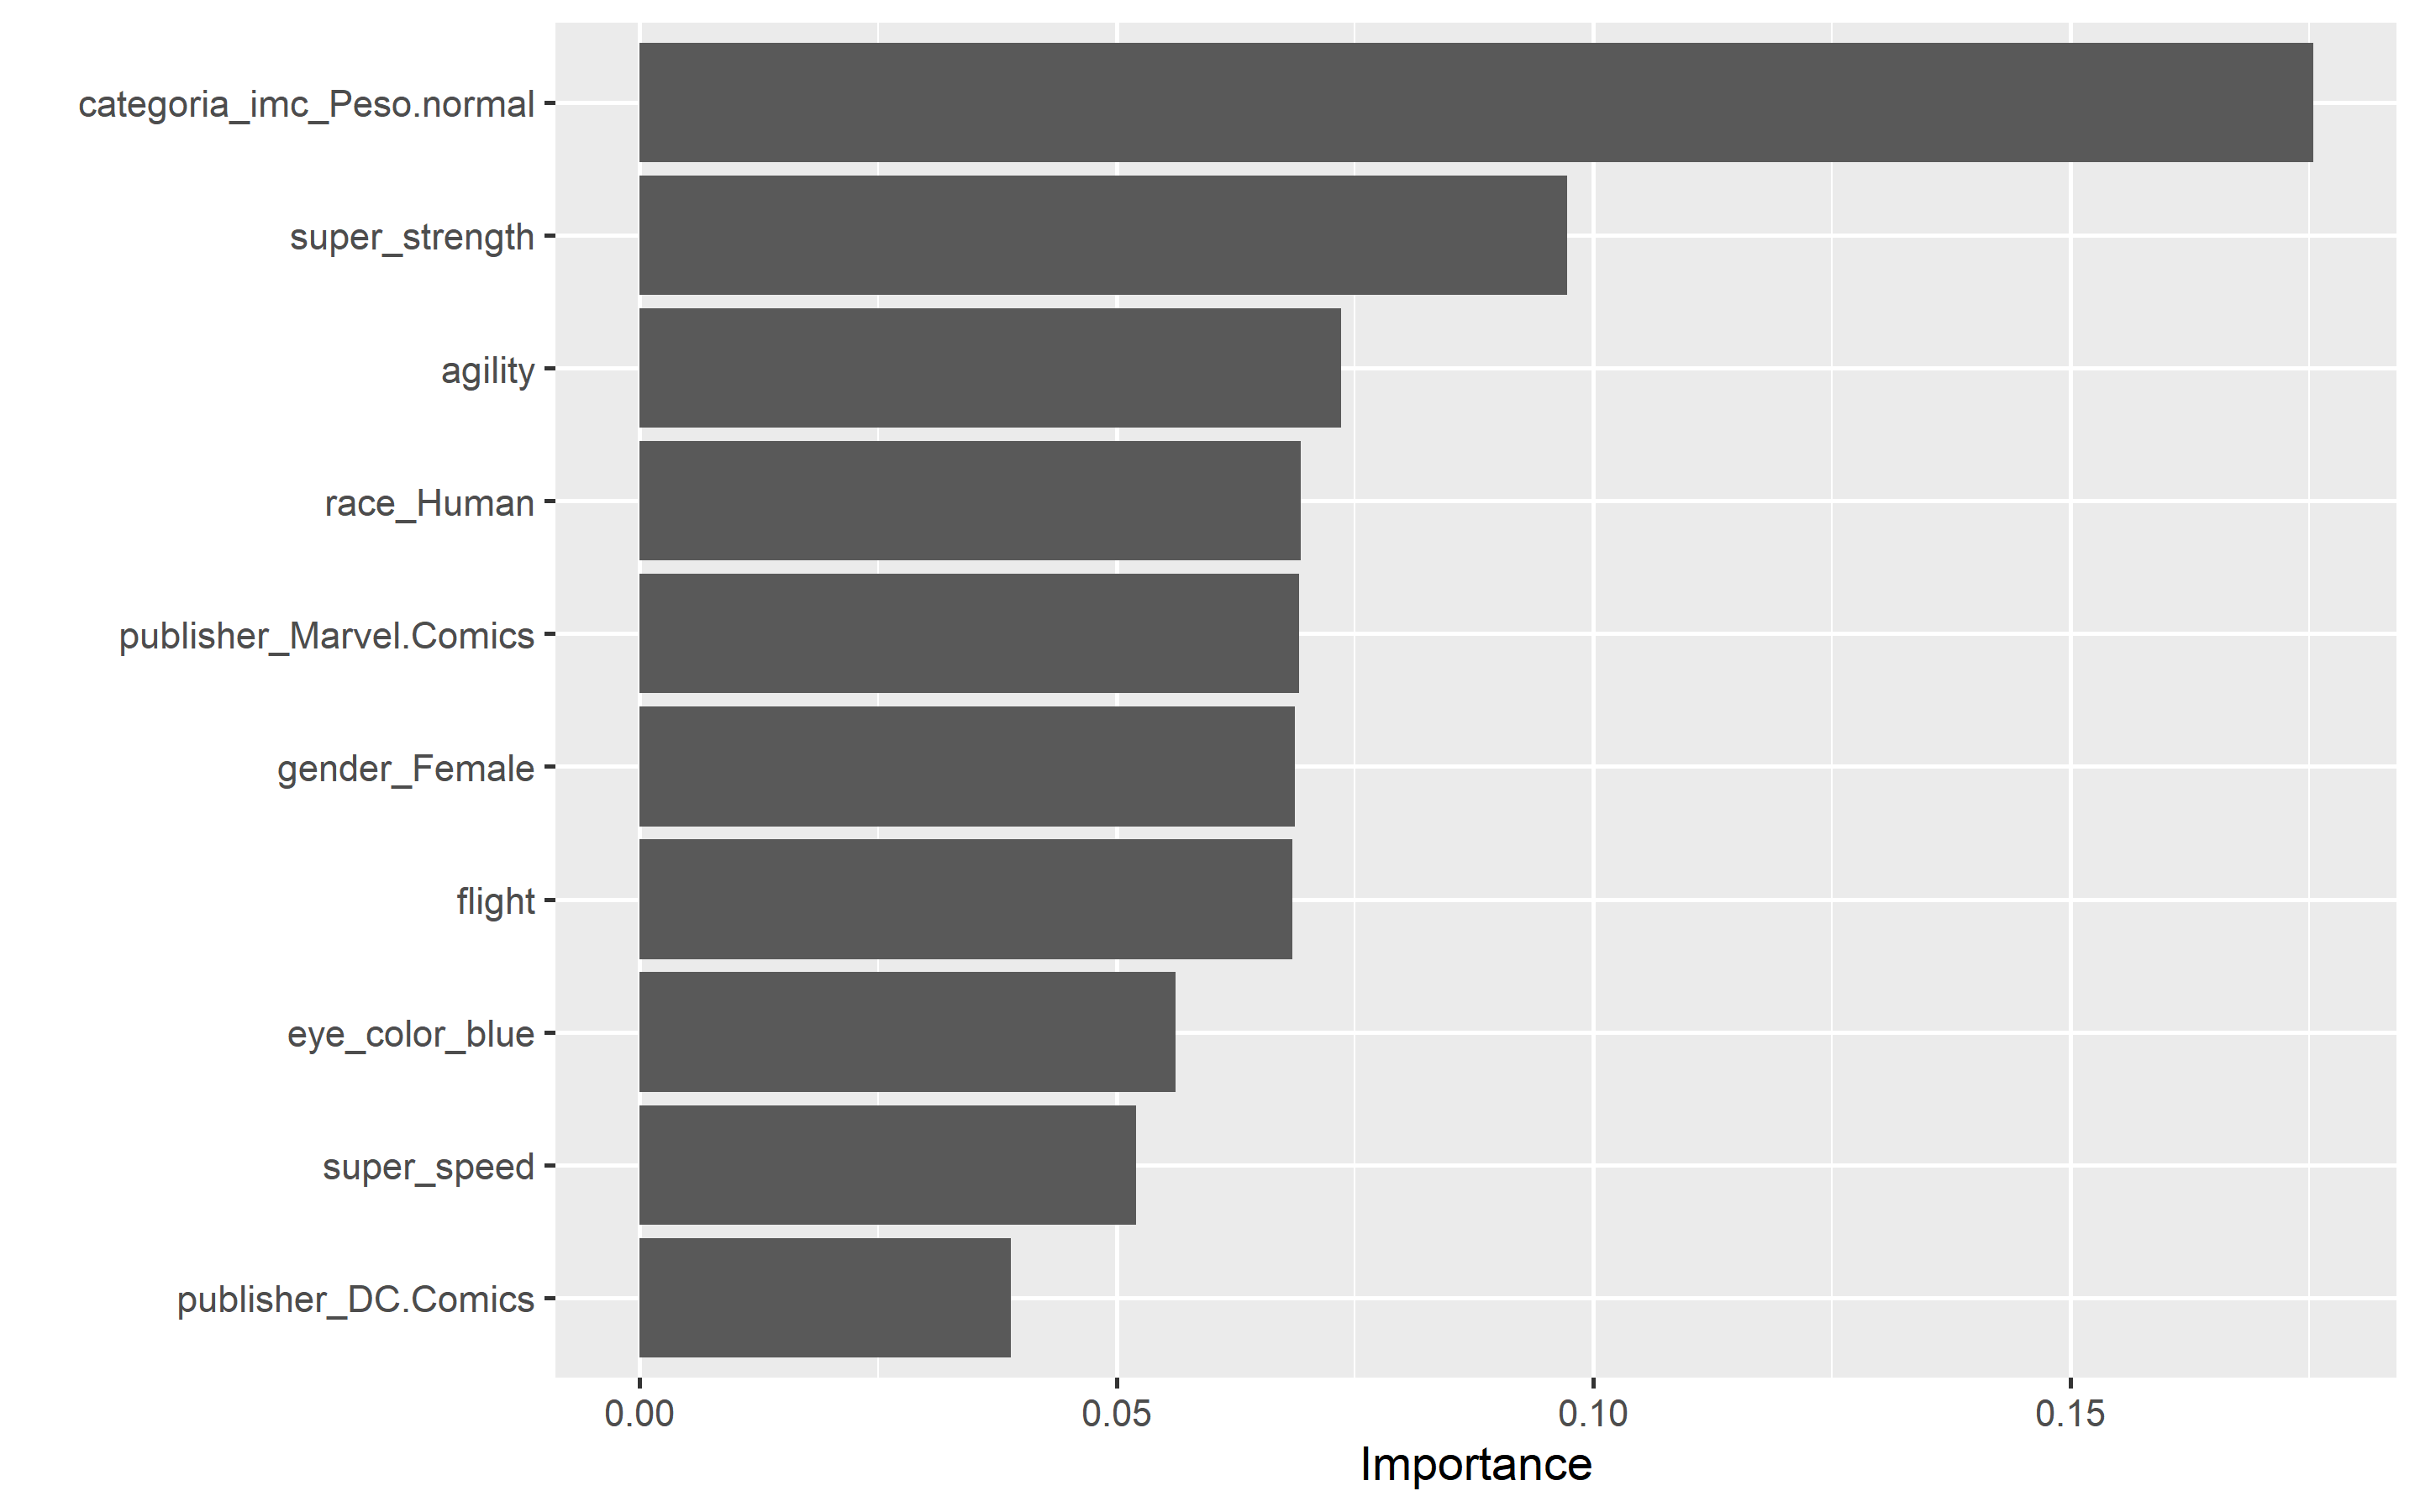 categoria_imc_Peso.normal
super_strength
agility
race_Human
publisher_Marvel.Comics
gender_Female
flight
eye_color_blue
super_speed
publisher_DC.Comics
0.00 0.05 0.10 0.15
Importance